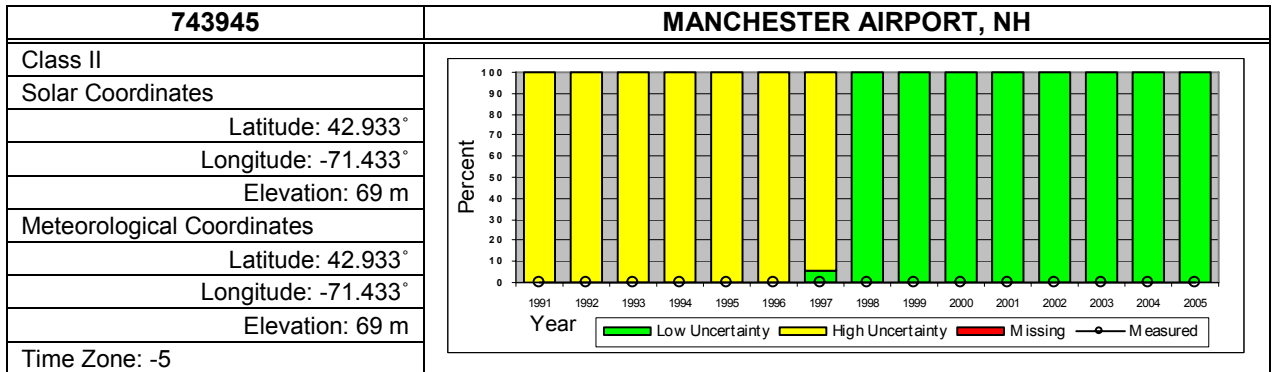 743945
MANCHESTER AIRPORT, NH
Class II
Solar Coordinates
Latitude: 42.933˚
Longitude: -71.433˚
Elevation: 69 m
Meteorological Coordinates
Latitude: 42.933˚
Longitude: -71.433˚
Elevation: 69 m
Time Zone: -5
Percent
100
90
80
70
60
50
40
30
20
10
0
1991 1992 1993 1994 1995 1996 1997 1998 1999 2000 2001 2002 2003 2004 2005
Year
Low Uncertainty High Uncertainty Missing Measured